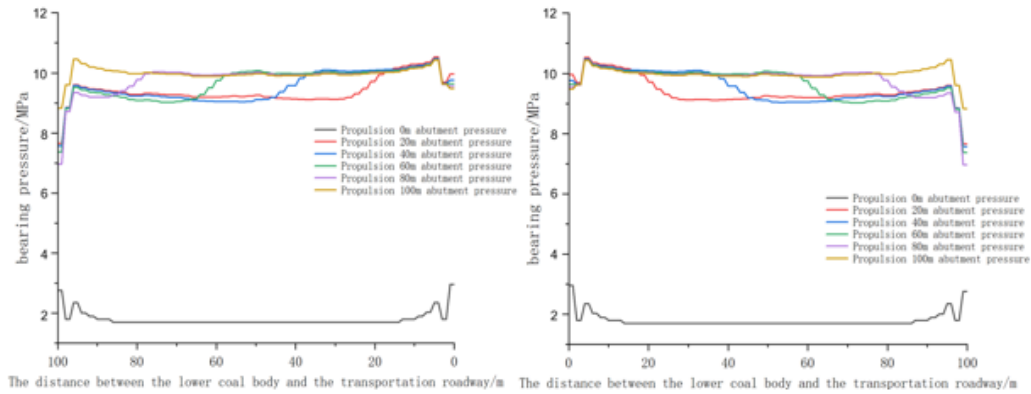 12
10
8
6
4
2
bearing pressure/MPa
Propulsion 0m abutment pressure
Propulsion 20m abutment pressure
Propulsion 40m abutment pressure
Propulsion 60m abutment pressure
Propulsion 80m abutment pressure
Propulsion 100m abutment pressure
100 80 60 40 20 0
The distance between the lower coal body and the transportation roadway/m
12
10
8
6
4
2
bearing pressure/MPa
Propulsion 0m abutment pressure
Propulsion 20m abutment pressure
Propulsion 40m abutment pressure
Propulsion 60m abutment pressure
Propulsion 80m abutment pressure
Propulsion 100m abutment pressure
0 20 40 60 80 100
The distance between the lower coal body and the transportation roadway/m